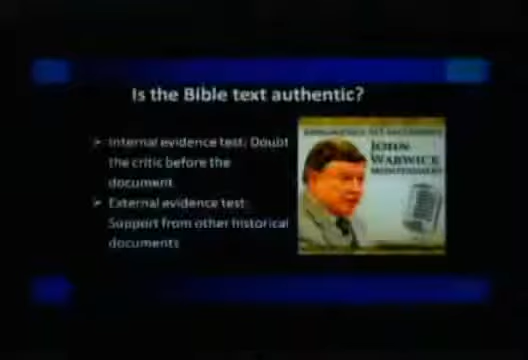 Is the Bible text authentic?
➢ Internal evidence test: Doubt
the critic before the
document
➢ External evidence test:
Support from other historical
documents
JOHN
WARWICK
MONTGOMERY